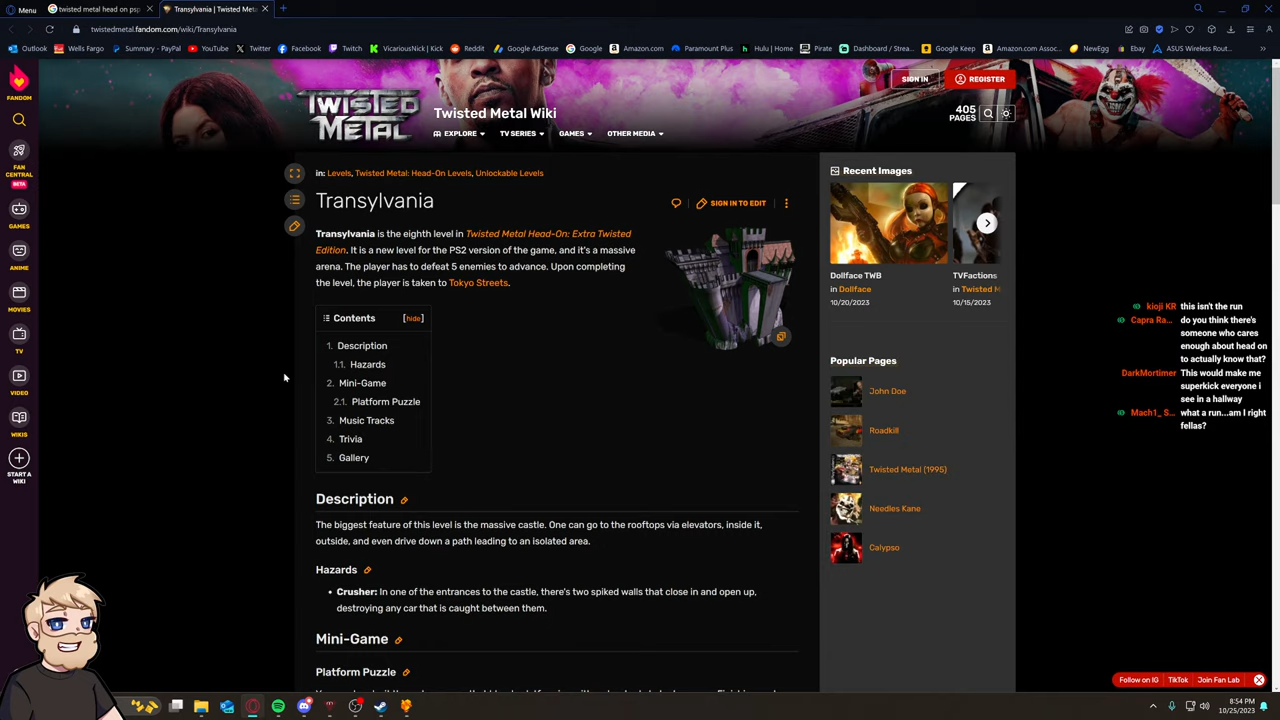 Menu
twisted metal head on psp
Transylvania | Twisted Met
twistedmetal.fandom.com/wiki/Transylvania
Outlook
Wells Fargo
Summary - PayPal
YouTube
Twitter
Facebook
Twitch
VicariousNick | Kick
Reddit
Google AdSense
Google
Amazon.com
Paramount Plus
Hulu | Home
Pirate
Dashboard / Strea...
Google Keep
Amazon.com Assoc...
NewEgg
Ebay
ASUS Wireless Rout...
FANDOM
FAN CENTRAL
BETA
GAMES
ANIME
MOVIES
TV
VIDEO
WIKIS
START A WIKI
TWISTED METAL
Twisted Metal Wiki
SIGN IN
REGISTER
405 PAGES
EXPLORE
TV SERIES
GAMES
OTHER MEDIA
in: Levels, Twisted Metal: Head-On Levels, Unlockable Levels
Transylvania
SIGN IN TO EDIT
Transylvania is the eighth level in Twisted Metal Head-On: Extra Twisted
Edition. It is a new level for the PS2 version of the game, and it's a massive
arena. The player has to defeat 5 enemies to advance. Upon completing
the level, the player is taken to Tokyo Streets.
Contents [hide]
1. Description
1.1. Hazards
2. Mini-Game
2.1. Platform Puzzle
3. Music Tracks
4. Trivia
5. Gallery
Description
The biggest feature of this level is the massive castle. One can go to the rooftops via elevators, inside it,
outside, and even drive down a path leading to an isolated area.
Hazards
• Crusher: In one of the entrances to the castle, there's two spiked walls that close in and open up,
destroying any car that is caught between them.
Mini-Game
Platform Puzzle
Recent Images
Dollface TWB
in Dollface
10/20/2023
TVFactions
in Twisted M
10/15/2023
Popular Pages
John Doe
Roadkill
Twisted Metal (1995)
Needles Kane
Calypso
kioji KR this isn't the run
Capra Ra... do you think there's
someone who cares
enough about head on
to actually know that?
DarkMortimer This would make me
superkick everyone i
see in a hallway
Mach1_ S... what a run...am I right
fellas?
Follow on IG
TikTok
Join Fan Lab
8:54 PM
10/25/2023